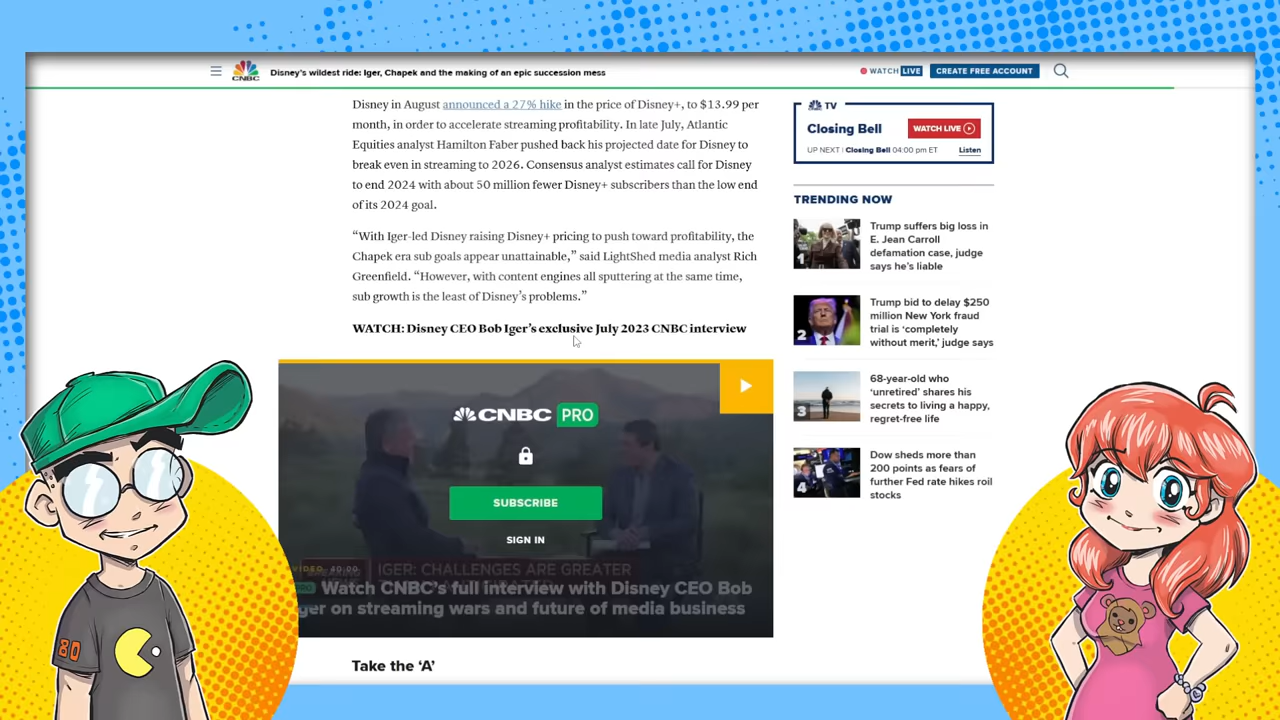 CNBC
Disney's wildest ride: Iger, Chapek and the making of an epic succession mess
WATCH LIVE
CREATE FREE ACCOUNT
Disney in August announced a 27% hike in the price of Disney+, to $13.99 per
month, in order to accelerate streaming profitability. In late July, Atlantic
Equities analyst Hamilton Faber pushed back his projected date for Disney to
break even in streaming to 2026. Consensus analyst estimates call for Disney
to end 2024 with about 50 million fewer Disney+ subscribers than the low end
of its 2024 goal.
“With Iger-led Disney raising Disney+ pricing to push toward profitability, the
Chapek era sub goals appear unattainable,” said LightShed media analyst Rich
Greenfield. “However, with content engines all sputtering at the same time,
sub growth is the least of Disney’s problems.”
WATCH: Disney CEO Bob Iger’s exclusive July 2023 CNBC interview
CNBC PRO
SUBSCRIBE
SIGN IN
VIDEO 40:00
IGER: CHALLENGES ARE GREATER
Watch CNBC’s full interview with Disney CEO Bob
ger on streaming wars and future of media business
Take the ‘A’
TV
Closing Bell
WATCH LIVE
UP NEXT | Closing Bell 04:00 pm ET
Listen
TRENDING NOW
1
Trump suffers big loss in
E. Jean Carroll
defamation case, judge
says he’s liable
2
Trump bid to delay $250
million New York fraud
trial is ‘completely
without merit,’ judge says
3
68-year-old who
‘unretired’ shares his
secrets to living a happy,
regret-free life
4
Dow sheds more than
200 points as fears of
further Fed rate hikes roil
stocks
80